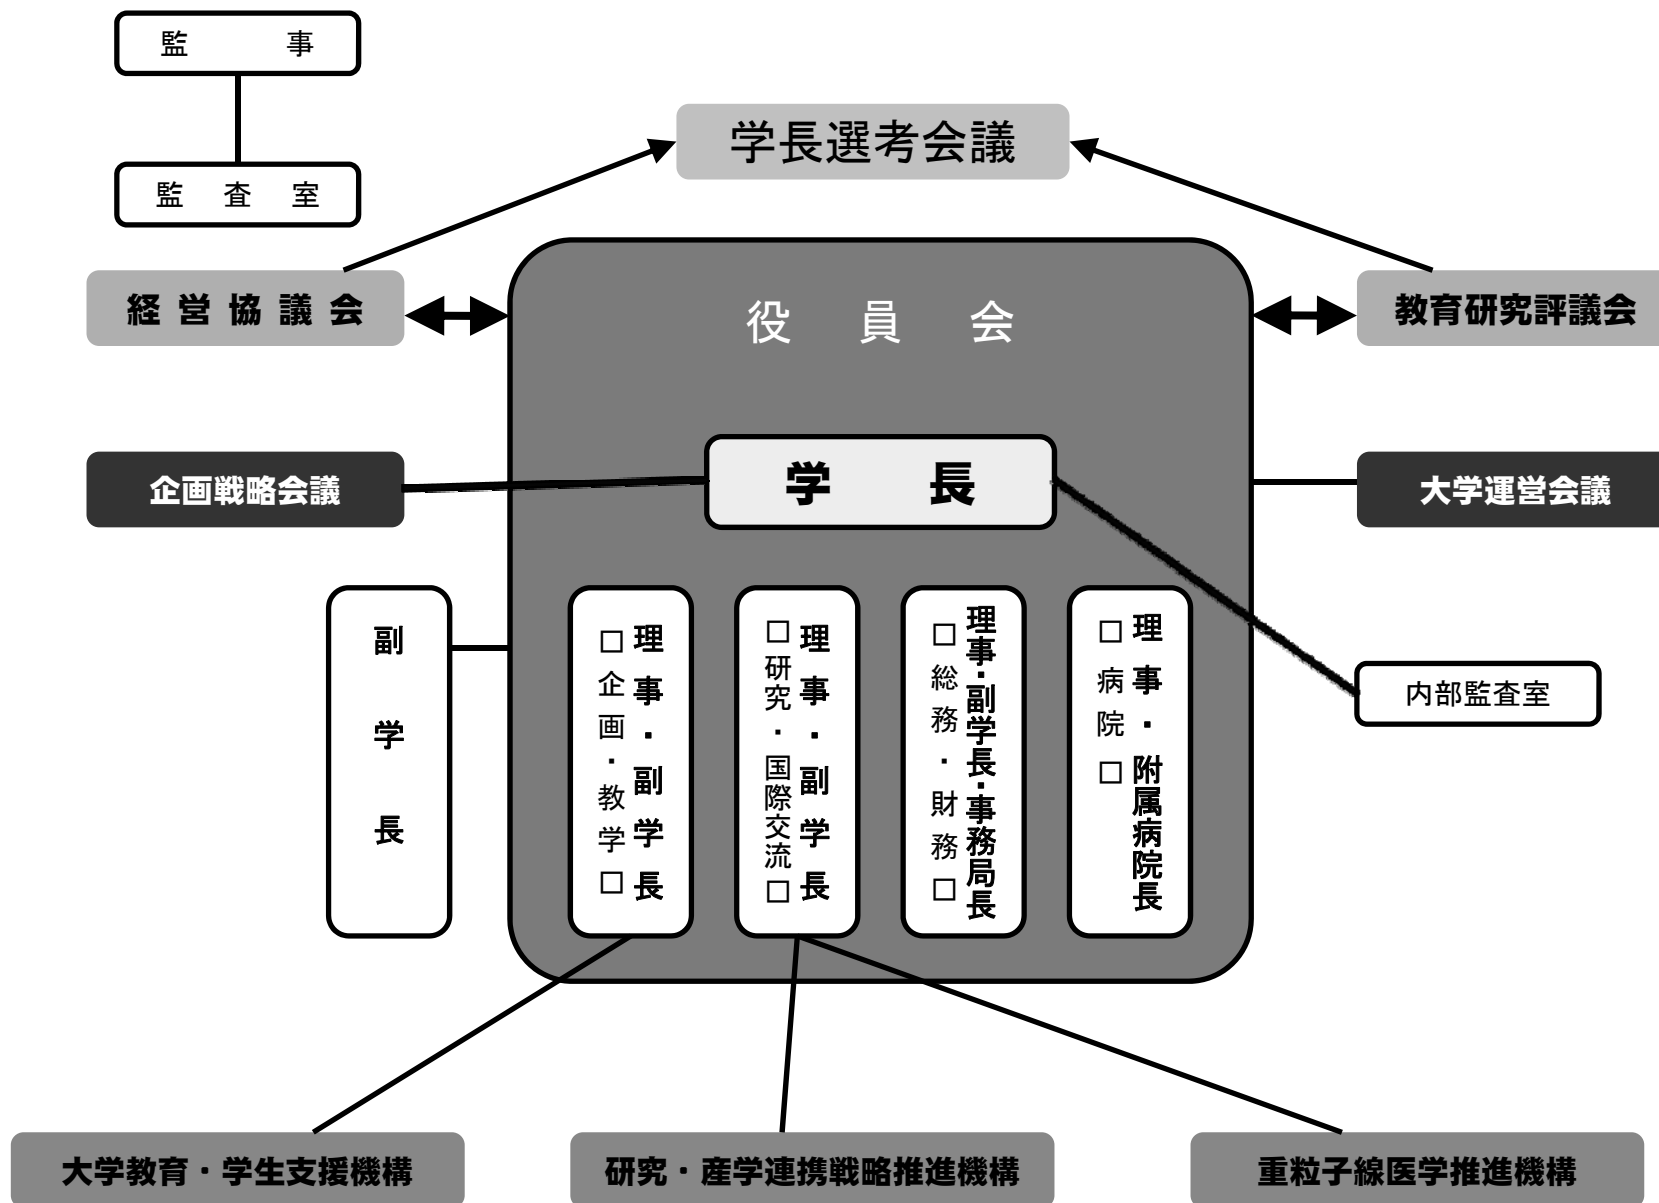 監事
監査室
学長選考会議
経営協議会
役員会
教育研究評議会
企画戦略会議
学長
大学運営会議
副学長
理事・副学長
□企画・教学□
理事・副学長
□研究・国際交流□
理事・副学長・事務局長
□総務・財務□
理事・附属病院長
□病院□
内部監査室
大学教育・学生支援機構
研究・産学連携戦略推進機構
重粒子線医学推進機構